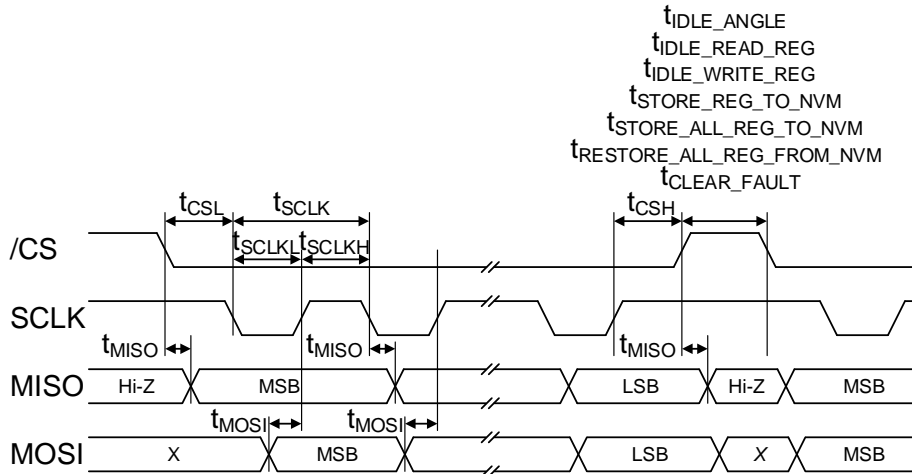 tIDLE_ANGLE
tIDLE_READ_REG
tIDLE_WRITE_REG
tSTORE_REG_TO_NVM
tSTORE_ALL_REG_TO_NVM
tRESTORE_ALL_REG_FROM_NVM
tCLEAR_FAULT
tCSL tSCLK tCSH
/CS tSCLKL tSCLKH
SCLK
tMISO tMISO tMISO
MISO Hi-Z MSB LSB Hi-Z MSB
tMOSI tMOSI
MOSI X MSB LSB X MSB